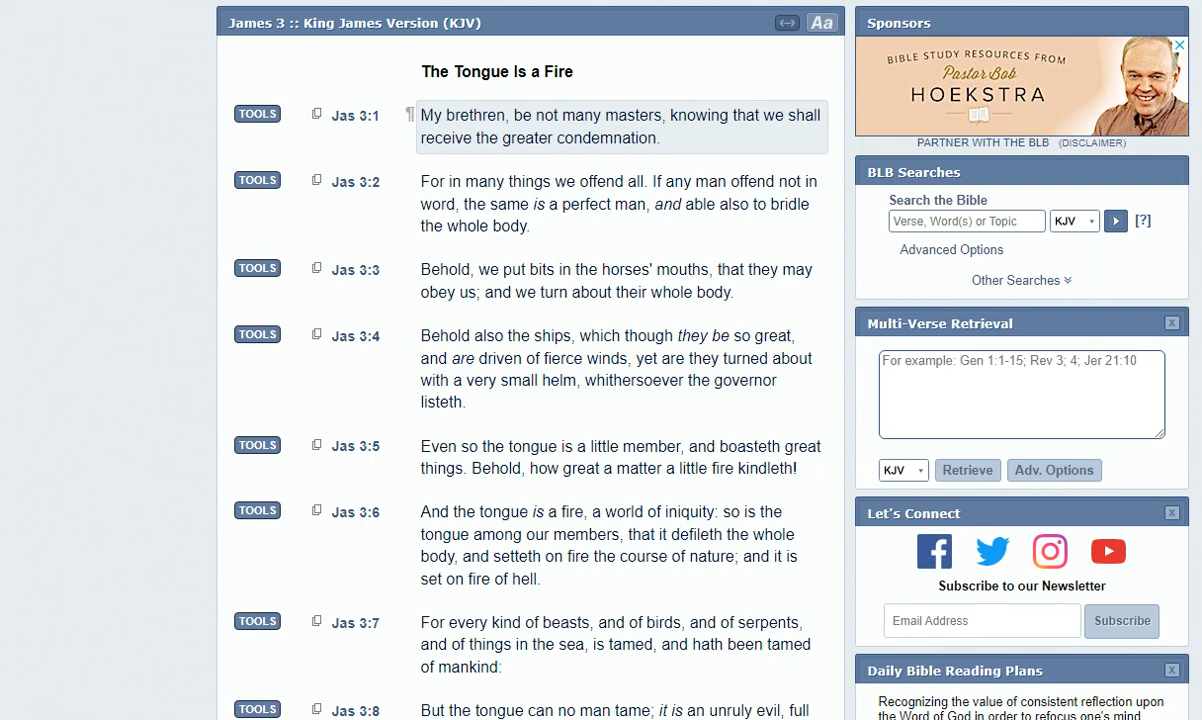 James 3 :: King James Version (KJV)
Aa
The Tongue Is a Fire
TOOLS Jas 3:1 ¶ My brethren, be not many masters, knowing that we shall
receive the greater condemnation.
TOOLS Jas 3:2 For in many things we offend all. If any man offend not in
word, the same is a perfect man, and able also to bridle
the whole body.
TOOLS Jas 3:3 Behold, we put bits in the horses' mouths, that they may
obey us; and we turn about their whole body.
TOOLS Jas 3:4 Behold also the ships, which though they be so great,
and are driven of fierce winds, yet are they turned about
with a very small helm, whithersoever the governor
listeth.
TOOLS Jas 3:5 Even so the tongue is a little member, and boasteth great
things. Behold, how great a matter a little fire kindleth!
TOOLS Jas 3:6 And the tongue is a fire, a world of iniquity: so is the
tongue among our members, that it defileth the whole
body, and setteth on fire the course of nature; and it is
set on fire of hell.
TOOLS Jas 3:7 For every kind of beasts, and of birds, and of serpents,
and of things in the sea, is tamed, and hath been tamed
of mankind:
TOOLS Jas 3:8 But the tongue can no man tame; it is an unruly evil, full
Sponsors
BIBLE STUDY RESOURCES FROM
Pastor Bob
HOEKSTRA
PARTNER WITH THE BLB (DISCLAIMER)
BLB Searches
Search the Bible
Verse, Word(s) or Topic KJV [?]
Advanced Options
Other Searches
Multi-Verse Retrieval x
For example: Gen 1:1-15; Rev 3; 4; Jer 21:10
KJV Retrieve Adv. Options
Let's Connect x
Subscribe to our Newsletter
Email Address Subscribe
Daily Bible Reading Plans x
Recognizing the value of consistent reflection upon
the Word of God in order to refocus one's mind